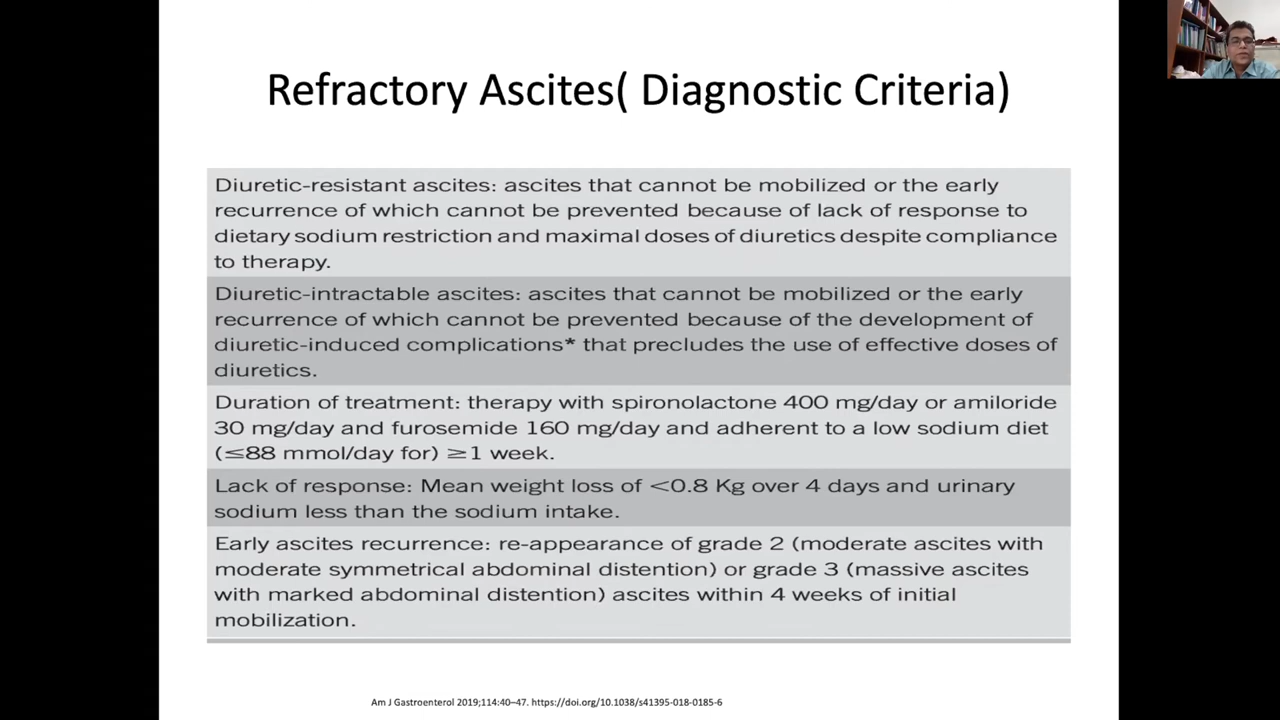 Refractory Ascites( Diagnostic Criteria)
Diuretic-resistant ascites: ascites that cannot be mobilized or the early
recurrence of which cannot be prevented because of lack of response to
dietary sodium restriction and maximal doses of diuretics despite compliance
to therapy.
Diuretic-intractable ascites: ascites that cannot be mobilized or the early
recurrence of which cannot be prevented because of the development of
diuretic-induced complications* that precludes the use of effective doses of
diuretics.
Duration of treatment: therapy with spironolactone 400 mg/day or amiloride
30 mg/day and furosemide 160 mg/day and adherent to a low sodium diet
(≤88 mmol/day for) ≥1 week.
Lack of response: Mean weight loss of <0.8 Kg over 4 days and urinary
sodium less than the sodium intake.
Early ascites recurrence: re-appearance of grade 2 (moderate ascites with
moderate symmetrical abdominal distention) or grade 3 (massive ascites
with marked abdominal distention) ascites within 4 weeks of initial
mobilization.
Am J Gastroenterol 2019;114:40–47. https://doi.org/10.1038/s41395-018-0185-6